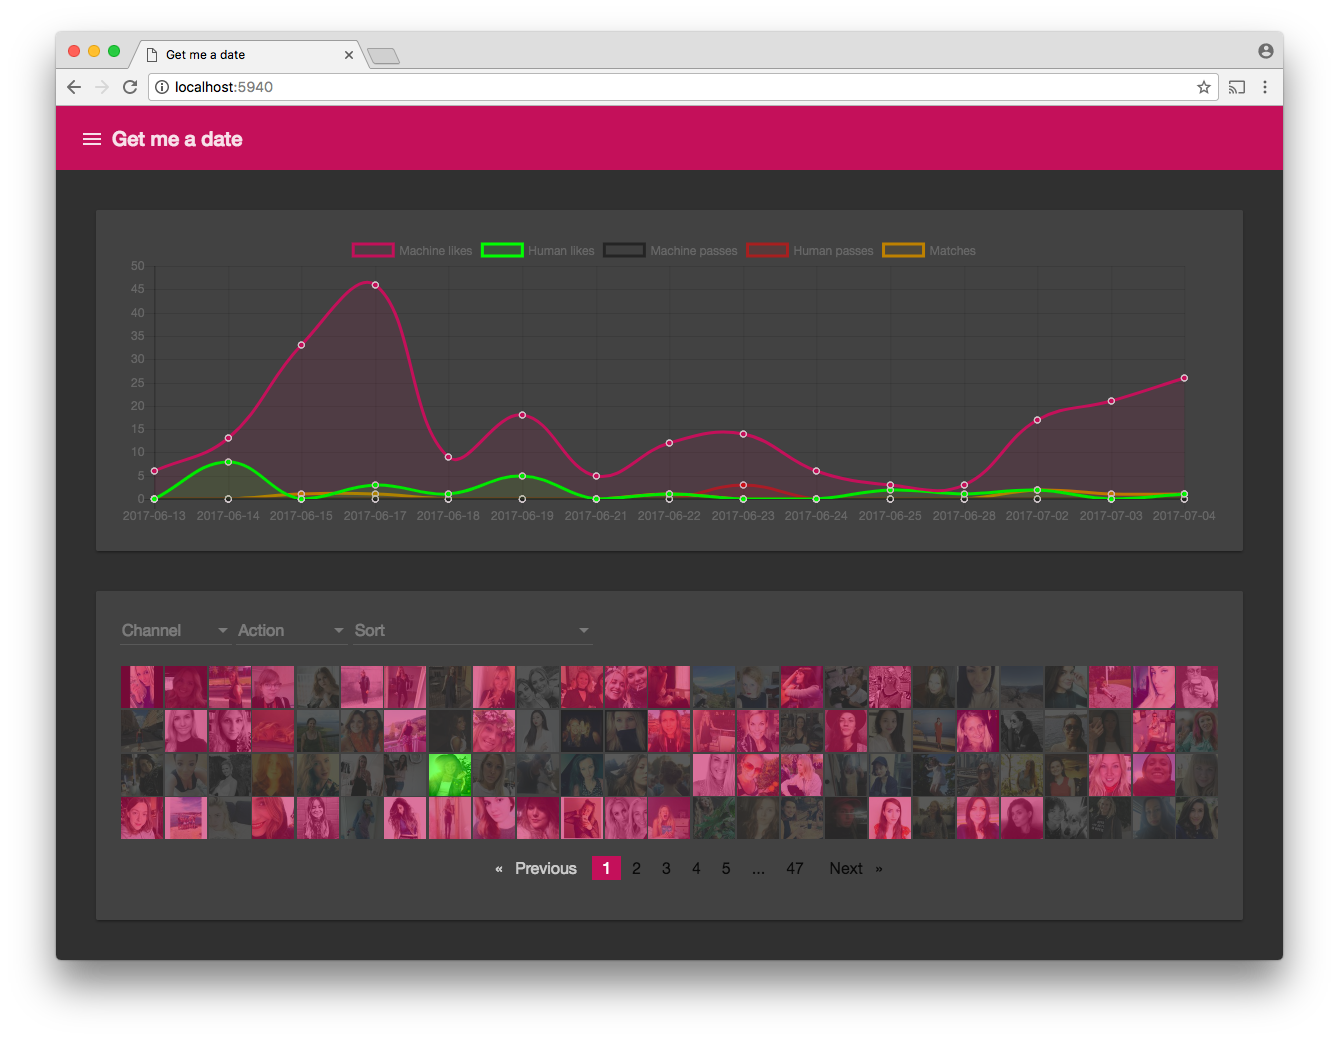 Get me a date
localhost:5940
Get me a date
Machine likes Human likes Machine passes Human passes Matches
50
45
40
35
30
25
20
15
10
5
0
2017-06-13 2017-06-14 2017-06-15 2017-06-17 2017-06-18 2017-06-19 2017-06-21 2017-06-22 2017-06-23 2017-06-24 2017-06-25 2017-06-28 2017-07-02 2017-07-03 2017-07-04
Channel Action Sort
« Previous 1 2 3 4 5 ... 47 Next »